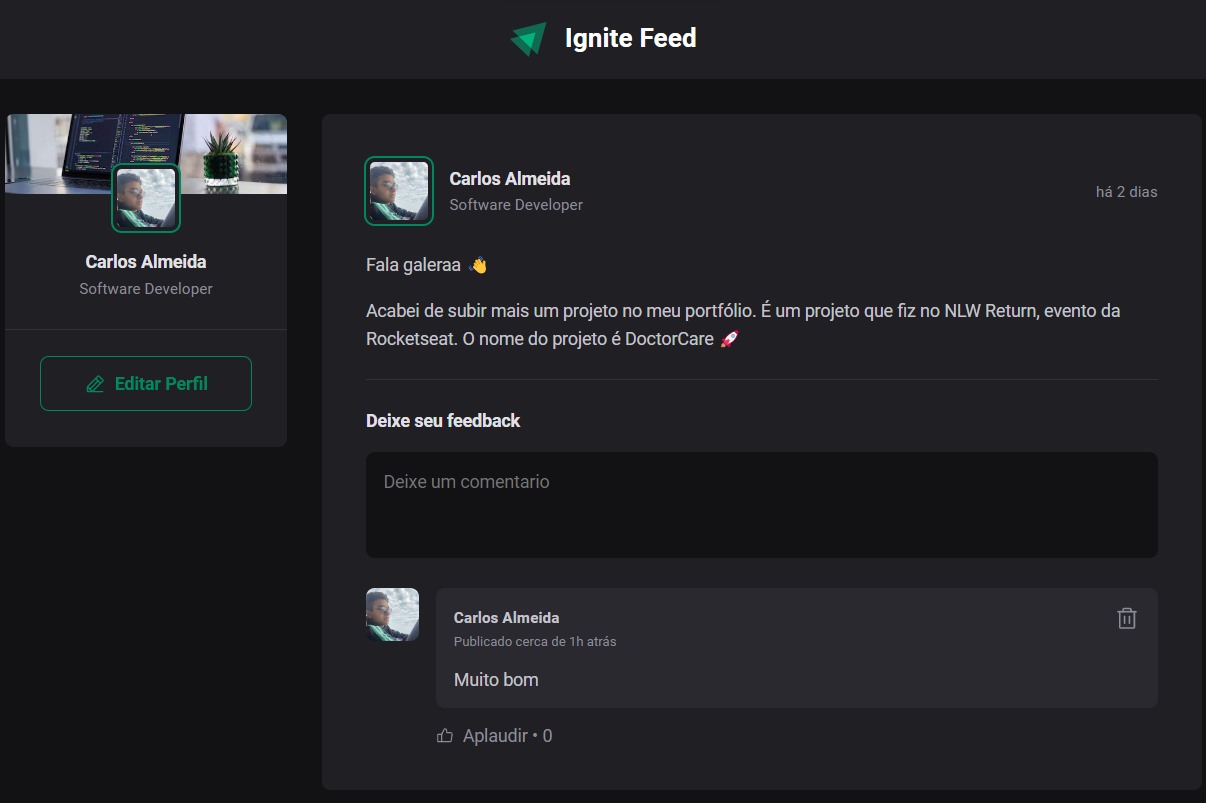 Ignite Feed
Carlos Almeida
Software Developer
Editar Perfil
Carlos Almeida
Software Developer
há 2 dias
Fala galeraa 👋
Acabei de subir mais um projeto no meu portfólio. É um projeto que fiz no NLW Return, evento da
Rocketseat. O nome do projeto é DoctorCare 🚀
Deixe seu feedback
Deixe um comentario
Carlos Almeida
Publicado cerca de 1h atrás
Muito bom
Aplaudir • 0